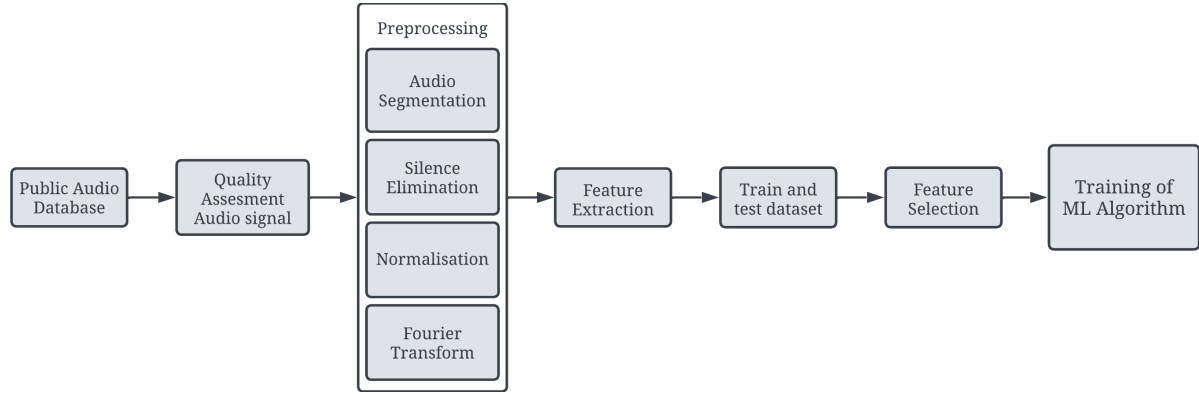 Public Audio
Database
Quality
Assesment
Audio signal
Preprocessing
Audio
Segmentation
Silence
Elimination
Normalisation
Fourier
Transform
Feature
Extraction
Train and
test dataset
Feature
Selection
Training of
ML Algorithm